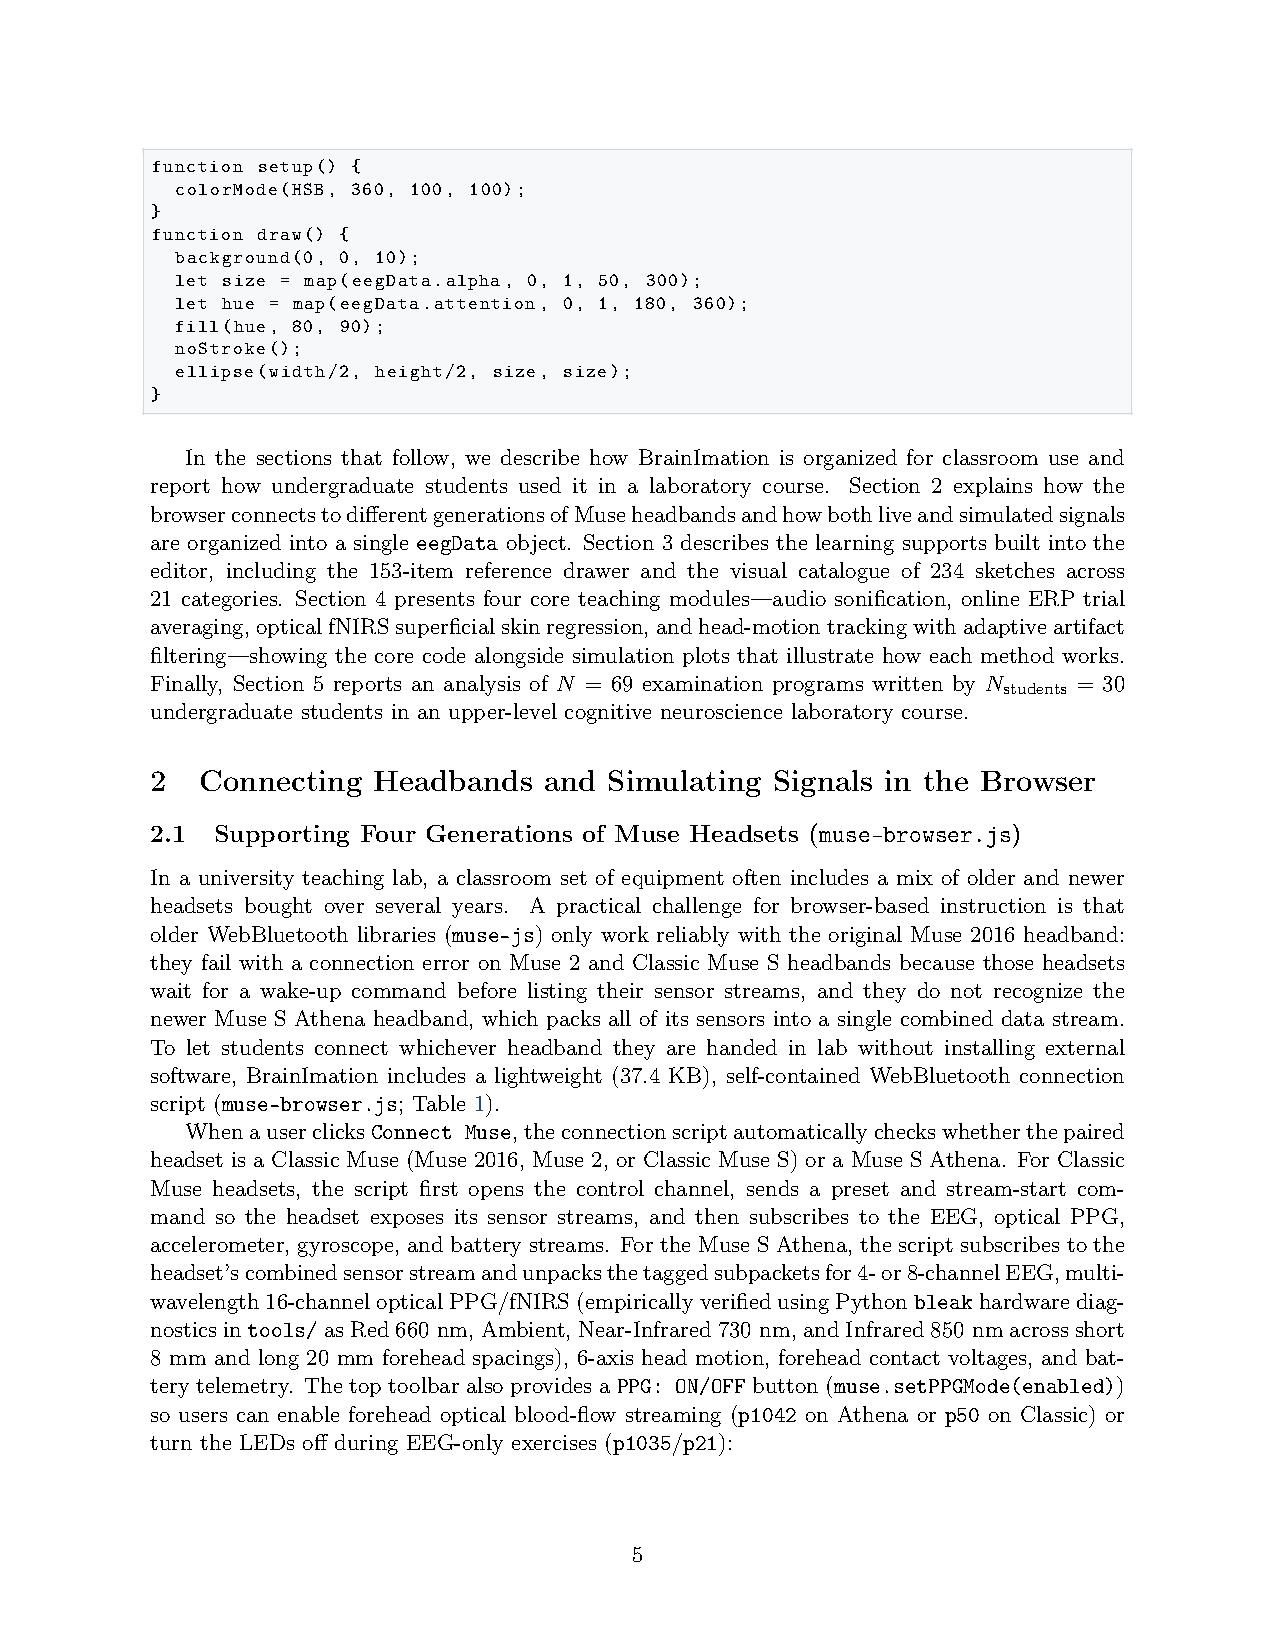 function setup() {
  colorMode(HSB, 360, 100, 100);
}
function draw() {
  background(0, 0, 10);
  let size = map(eegData.alpha, 0, 1, 50, 300);
  let hue = map(eegData.attention, 0, 1, 180, 360);
  fill(hue, 80, 90);
  noStroke();
  ellipse(width/2, height/2, size, size);
}
In the sections that follow, we describe how BrainImation is organized for classroom use and
report how undergraduate students used it in a laboratory course. Section 2 explains how the
browser connects to different generations of Muse headbands and how both live and simulated signals
are organized into a single eegData object. Section 3 describes the learning supports built into the
editor, including the 153-item reference drawer and the visual catalogue of 234 sketches across
21 categories. Section 4 presents four core teaching modules—audio sonification, online ERP trial
averaging, optical fNIRS superficial skin regression, and head-motion tracking with adaptive artifact
filtering—showing the core code alongside simulation plots that illustrate how each method works.
Finally, Section 5 reports an analysis of N = 69 examination programs written by Nstudents = 30
undergraduate students in an upper-level cognitive neuroscience laboratory course.
2 Connecting Headbands and Simulating Signals in the Browser
2.1 Supporting Four Generations of Muse Headsets (muse-browser.js)
In a university teaching lab, a classroom set of equipment often includes a mix of older and newer
headsets bought over several years. A practical challenge for browser-based instruction is that
older WebBluetooth libraries (muse-js) only work reliably with the original Muse 2016 headband:
they fail with a connection error on Muse 2 and Classic Muse S headbands because those headsets
wait for a wake-up command before listing their sensor streams, and they do not recognize the
newer Muse S Athena headband, which packs all of its sensors into a single combined data stream.
To let students connect whichever headband they are handed in lab without installing external
software, BrainImation includes a lightweight (37.4 KB), self-contained WebBluetooth connection
script (muse-browser.js; Table 1).
When a user clicks Connect Muse, the connection script automatically checks whether the paired
headset is a Classic Muse (Muse 2016, Muse 2, or Classic Muse S) or a Muse S Athena. For Classic
Muse headsets, the script first opens the control channel, sends a preset and stream-start com-
mand so the headset exposes its sensor streams, and then subscribes to the EEG, optical PPG,
accelerometer, gyroscope, and battery streams. For the Muse S Athena, the script subscribes to the
headset's combined sensor stream and unpacks the tagged subpackets for 4- or 8-channel EEG, multi-
wavelength 16-channel optical PPG/fNIRS (empirically verified using Python bleak hardware diag-
nostics in tools/ as Red 660 nm, Ambient, Near-Infrared 730 nm, and Infrared 850 nm across short
8 mm and long 20 mm forehead spacings), 6-axis head motion, forehead contact voltages, and bat-
tery telemetry. The top toolbar also provides a PPG: ON/OFF button (muse.setPPGMode(enabled))
so users can enable forehead optical blood-flow streaming (p1042 on Athena or p50 on Classic) or
turn the LEDs off during EEG-only exercises (p1035/p21):
5